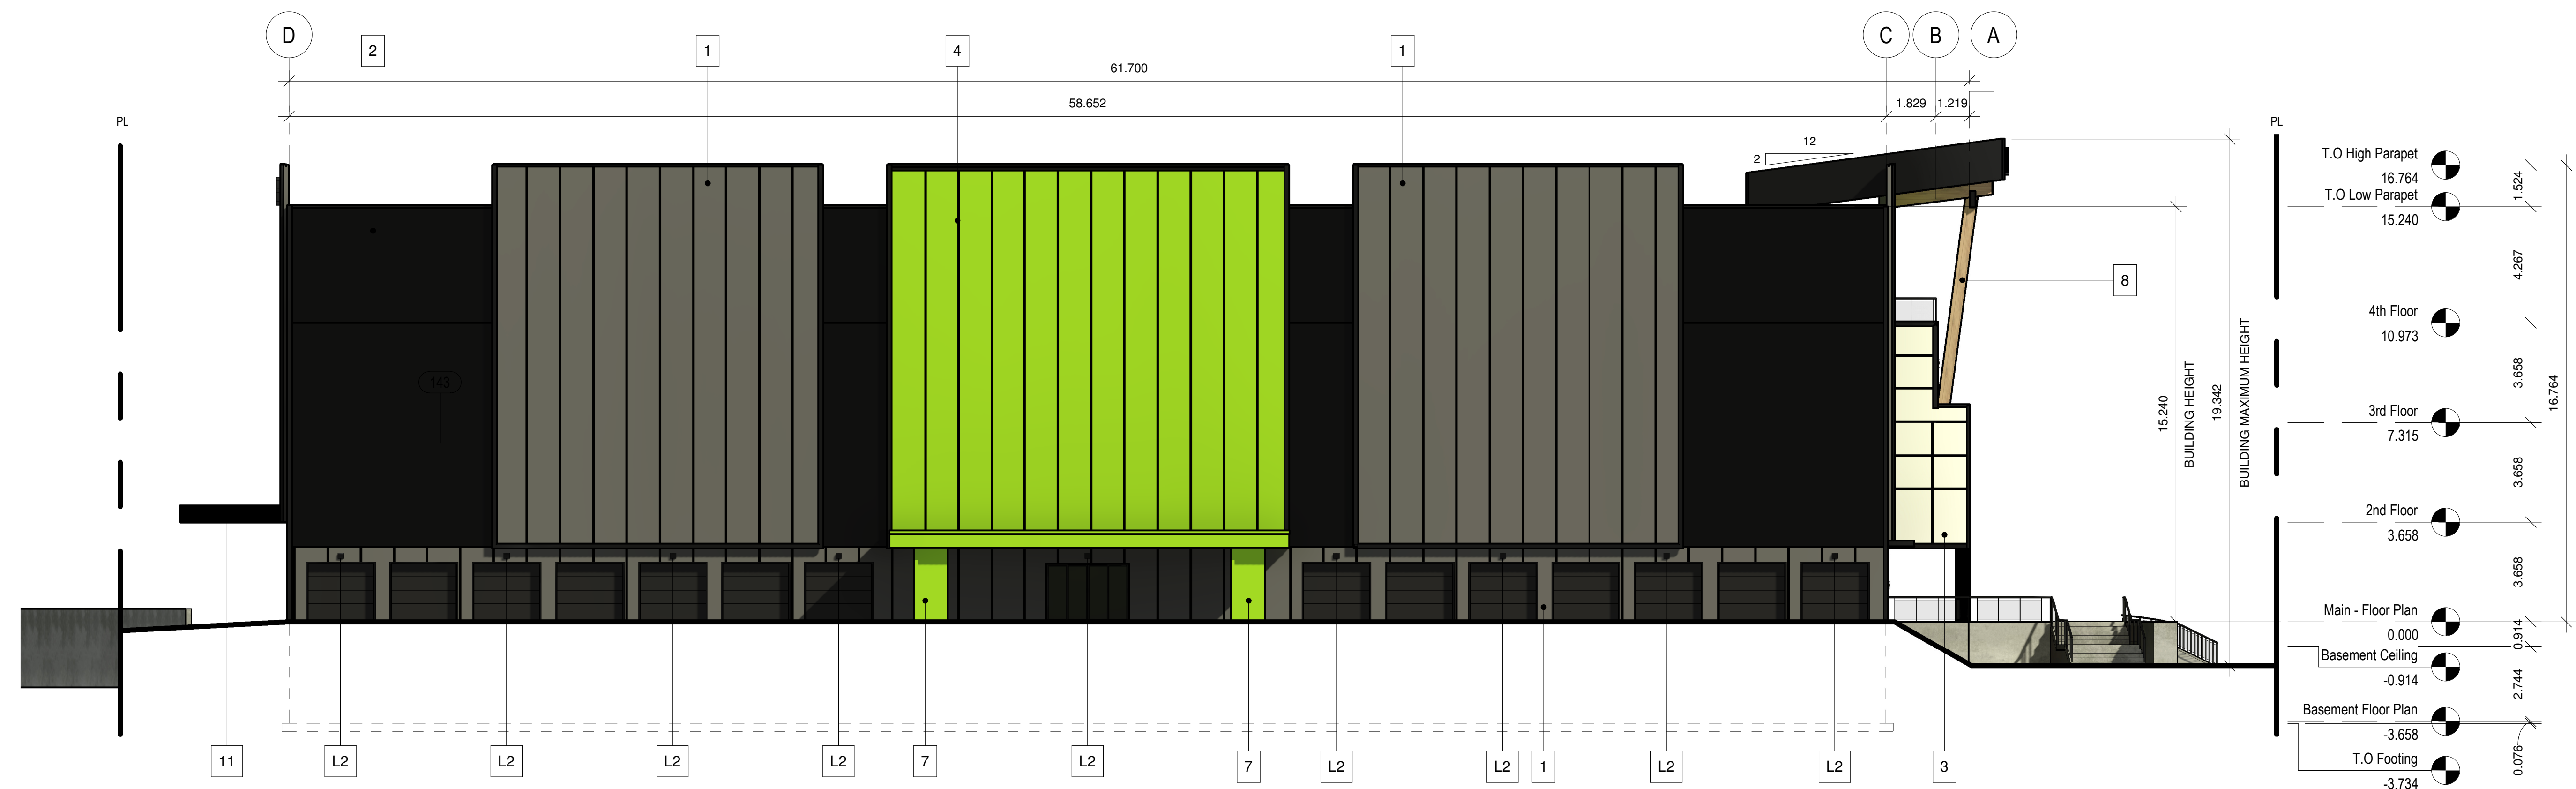 D
2
1
4
1
C
B
A
61.700
58.652
1.829
1.219
PL
PL
12
2
T.O High Parapet
16.764
1.524
T.O Low Parapet
15.240
4.267
8
4th Floor
10.973
3.658
143
15.240
BUILDING HEIGHT
19.342
BUILDING MAXIMUM HEIGHT
16.764
3rd Floor
7.315
3.658
2nd Floor
3.658
3.658
Main - Floor Plan
0.000
0.914
Basement Ceiling
-0.914
2.744
Basement Floor Plan
-3.658
0.076
T.O Footing
-3.734
11
L2
L2
L2
L2
7
L2
7
L2
L2
1
L2
L2
3